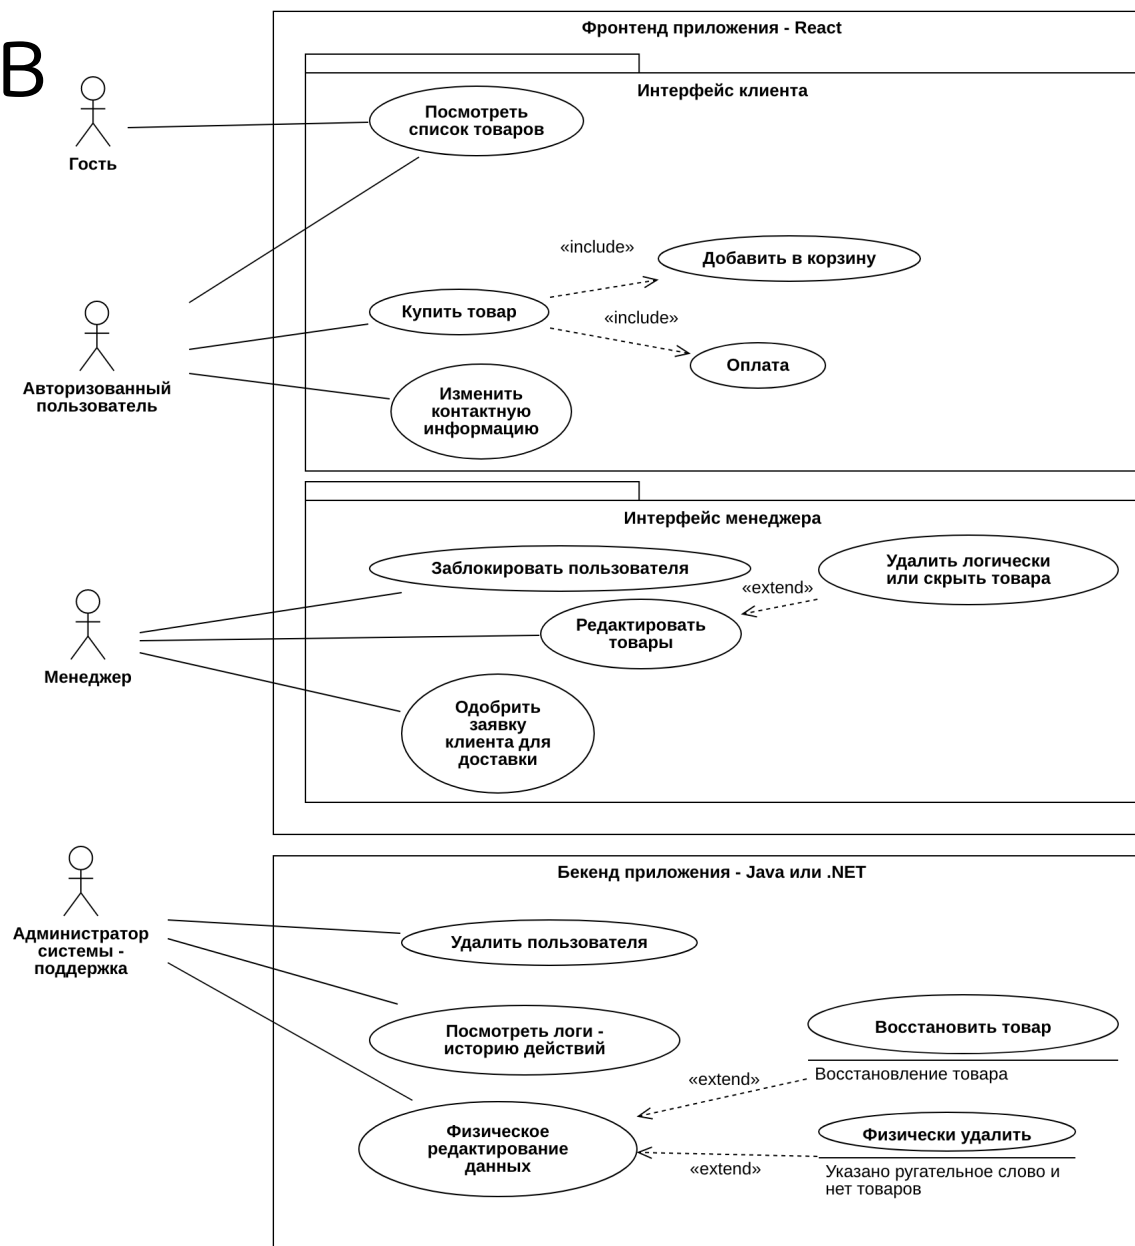 В
Фронтенд приложения - React
Интерфейс клиента
Гость
Посмотреть
список товаров
«include»
Добавить в корзину
Купить товар
«include»
Оплата
Авторизованный
пользователь
Изменить
контактную
информацию
Интерфейс менеджера
Заблокировать пользователя
Удалить логически
или скрыть товара
«extend»
Редактировать
товары
Менеджер
Одобрить
заявку
клиента для
доставки
Бекенд приложения - Java или .NET
Администратор
системы -
поддержка
Удалить пользователя
Посмотреть логи -
историю действий
Восстановить товар
Восстановление товара
«extend»
Физическое
редактирование
данных
Физически удалить
«extend»
Указано ругательное слово и
нет товаров